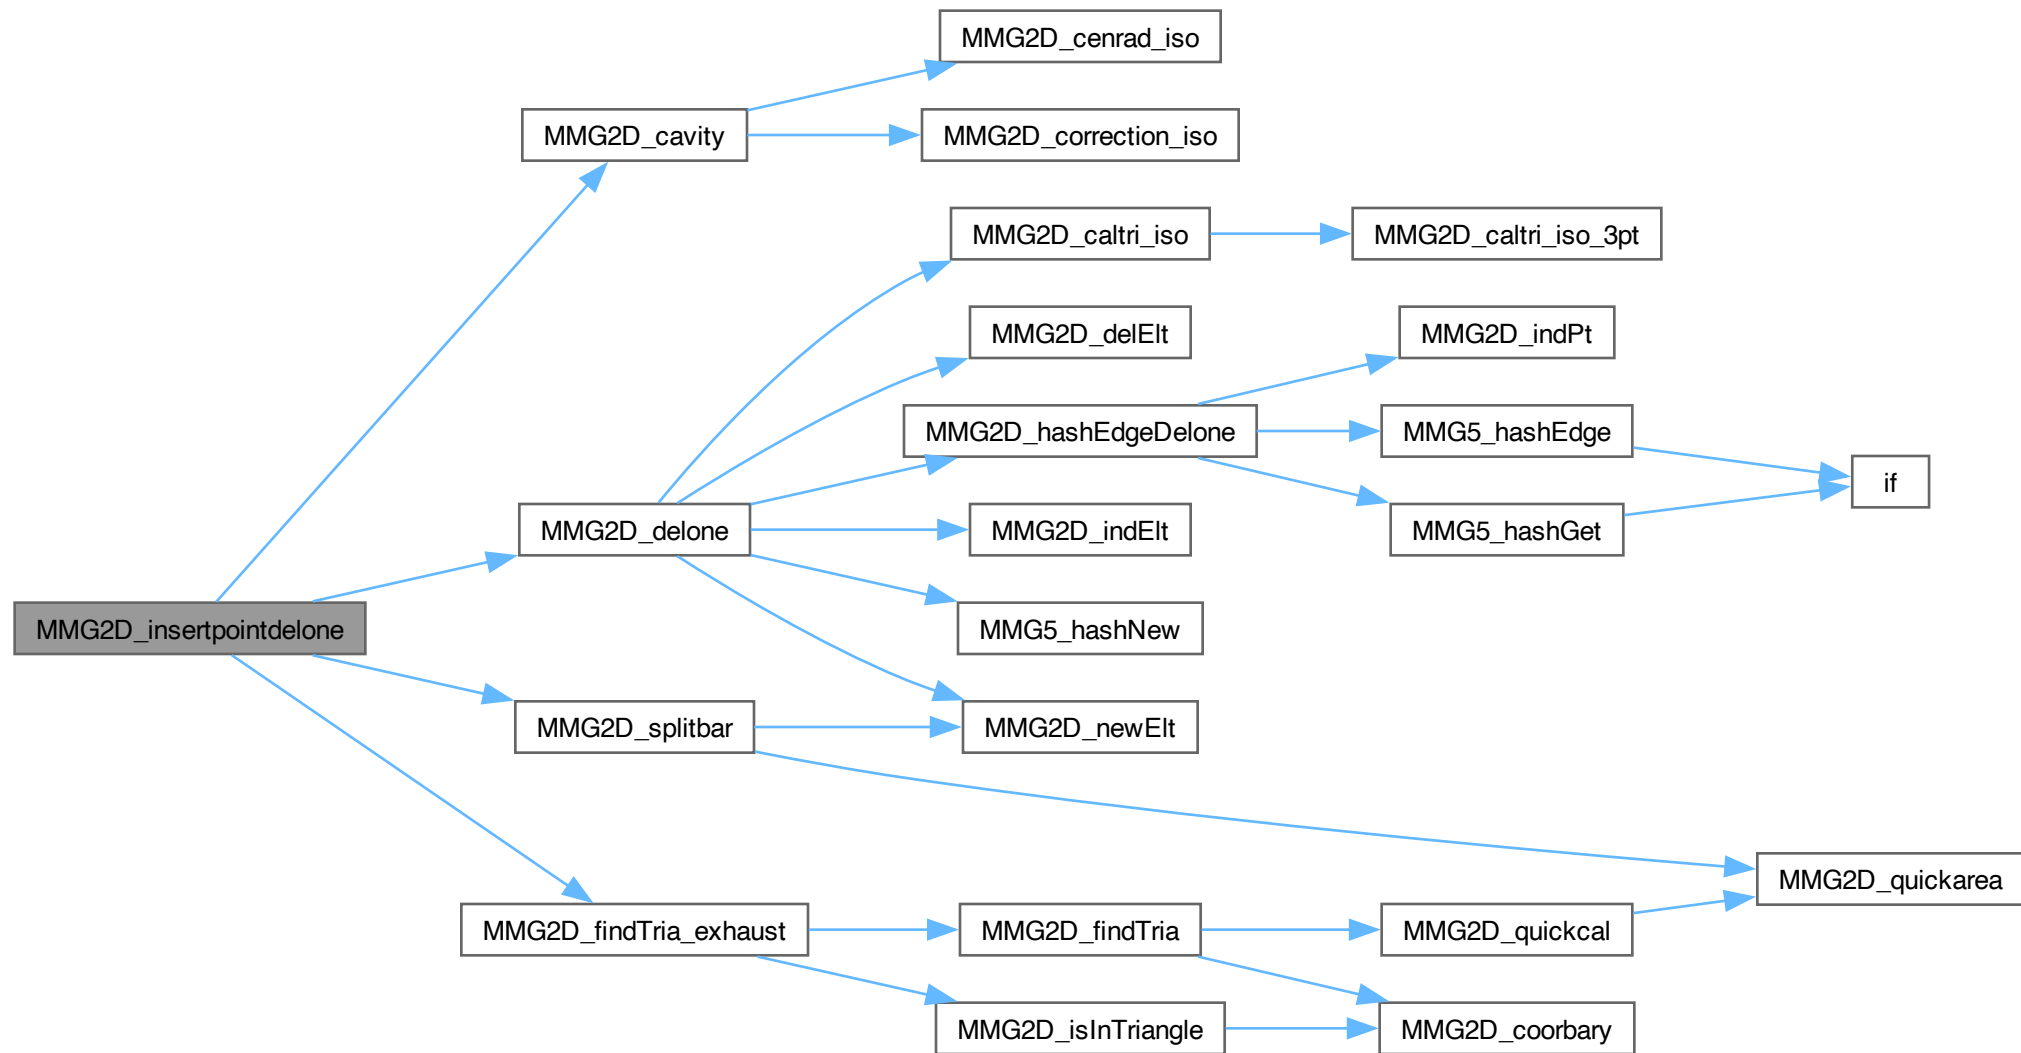 MMG2D_cenrad_iso
MMG2D_cavity
MMG2D_correction_iso
MMG2D_caltri_iso
MMG2D_caltri_iso_3pt
MMG2D_delElt
MMG2D_indPt
MMG2D_hashEdgeDelone
MMG5_hashEdge
if
MMG2D_delone
MMG2D_indElt
MMG5_hashGet
MMG2D_insertpointdelone
MMG5_hashNew
MMG2D_splitbar
MMG2D_newElt
MMG2D_quickarea
MMG2D_findTria_exhaust
MMG2D_findTria
MMG2D_quickcal
MMG2D_isInTriangle
MMG2D_coorbary